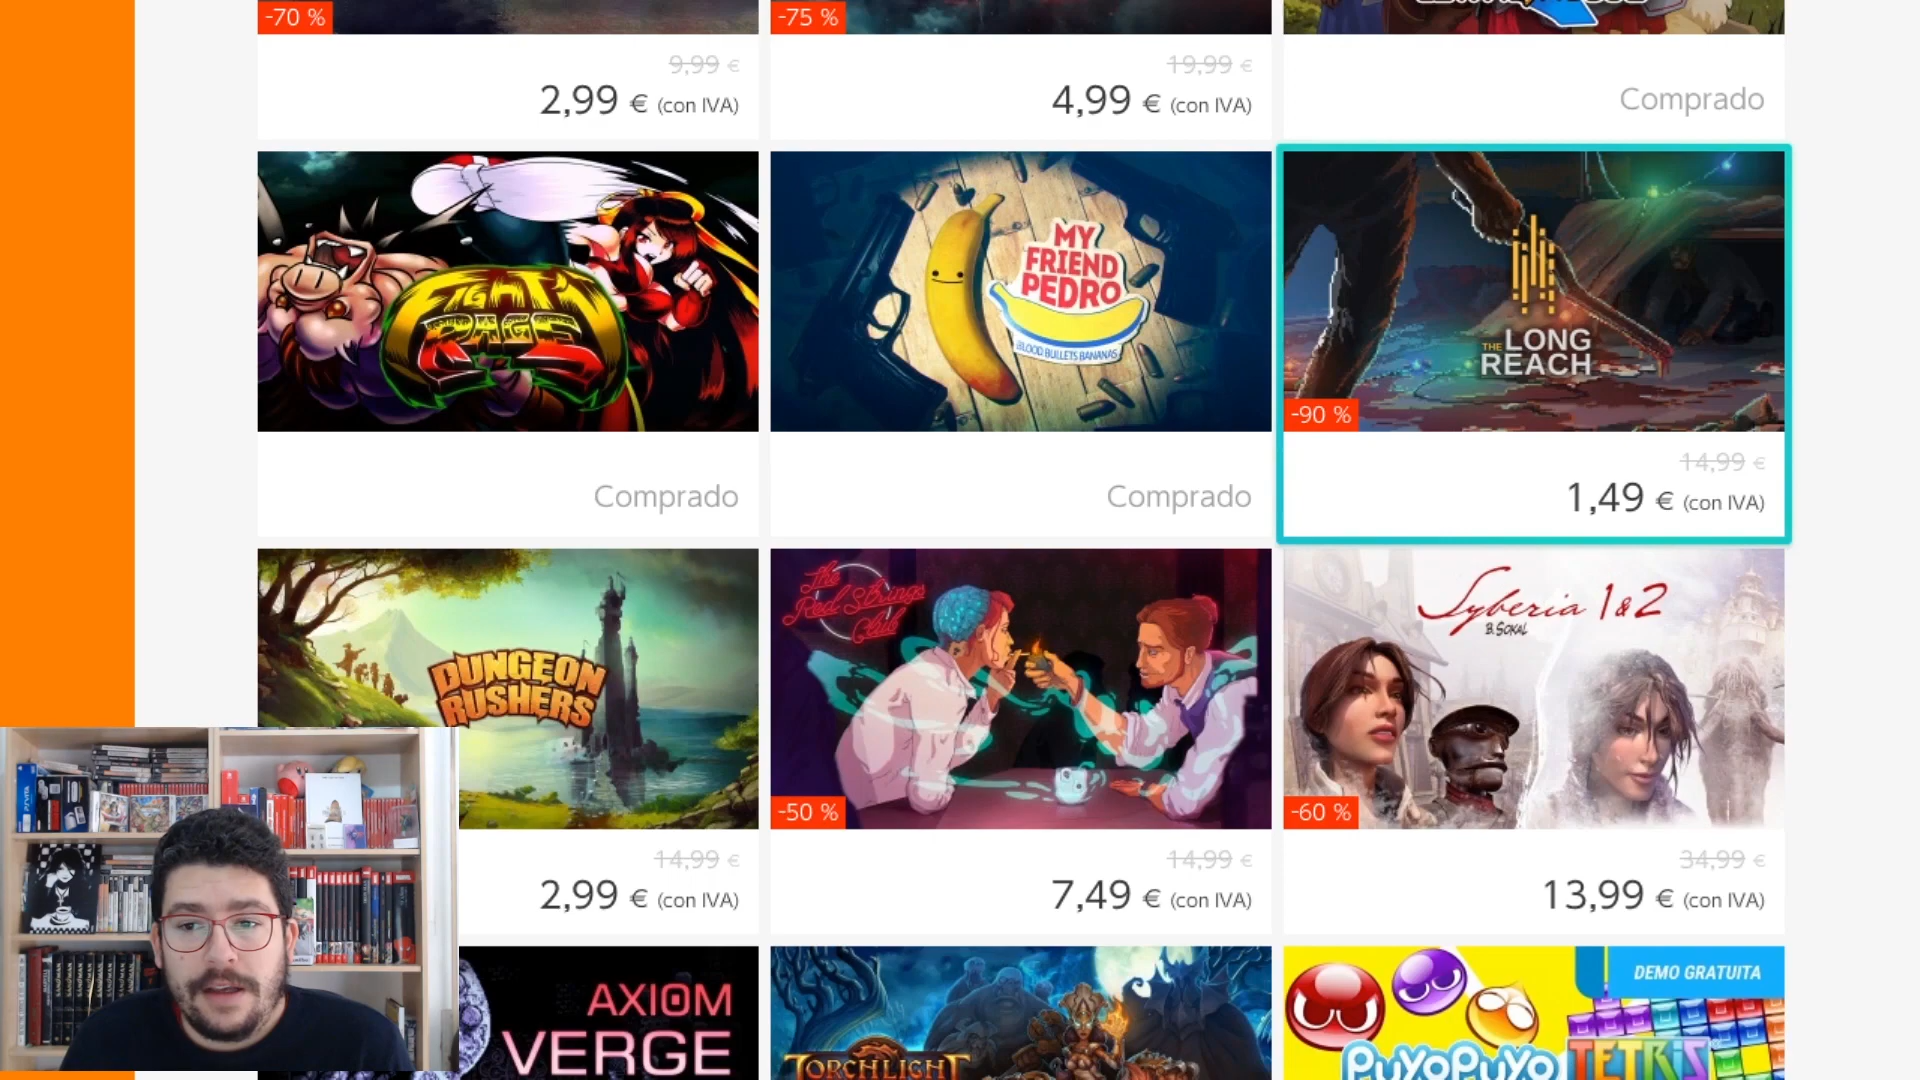 -70 %
-75 %
9,99 €
2,99 € (con IVA)
19,99 €
4,99 € (con IVA)
Comprado
FIGHT'N
RAGE
Comprado
MY
FRIEND
PEDRO
BLOOD BULLETS BANANAS
Comprado
THE LONG
REACH
-90 %
14,99 €
1,49 € (con IVA)
DUNGEON
RUSHERS
14,99 €
2,99 € (con IVA)
The
Red Strings
Club
-50 %
14,99 €
7,49 € (con IVA)
Syberia 1&2
B. SOKAL
-60 %
34,99 €
13,99 € (con IVA)
AXIOM
VERGE
TORCHLIGHT
DEMO GRATUITA
PUYOPUYO
TETRIS
PSVITA